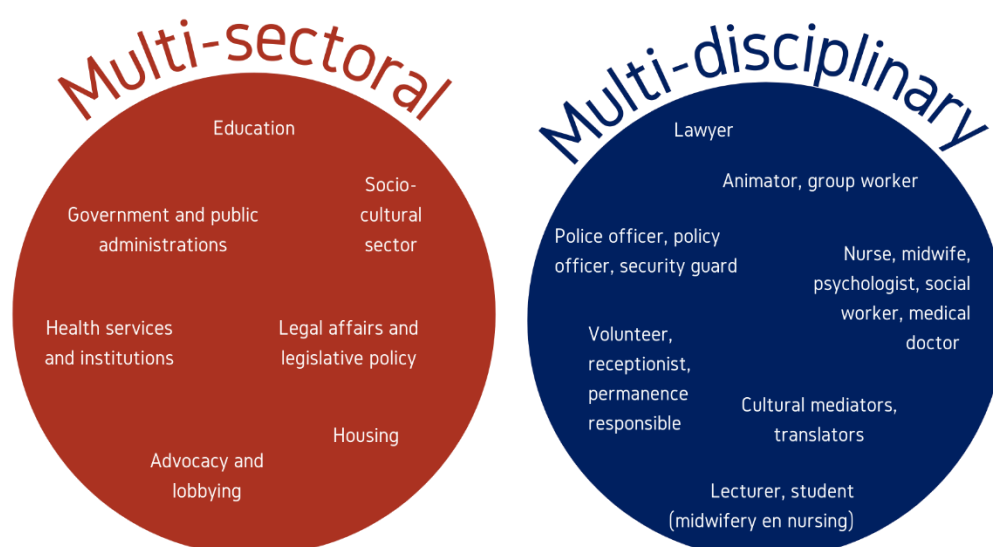 Multi-sectoral
Education
Socio-
cultural
sector
Government and public
administrations
Health services
and institutions
Legal affairs and
legislative policy
Housing
Advocacy and
lobbying
Multi-disciplinary
Lawyer
Animator, group worker
Police officer, policy
officer, security guard
Nurse, midwife,
psychologist, social
worker, medical
doctor
Volunteer,
receptionist,
permanence
responsible
Cultural mediators,
translators
Lecturer, student
(midwifery en nursing)